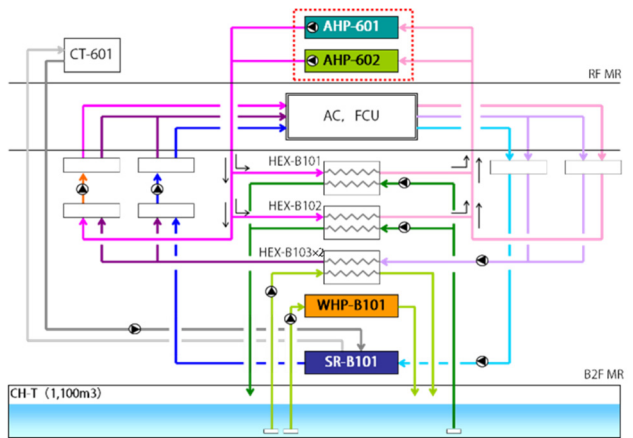 AHP-601
CT-601
AHP-602
RF MR
AC, FCU
HEX-B101
HEX-B102
HEX-B103×2
WHP-B101
SR-B101
B2F MR
CH-T (1,100m3)